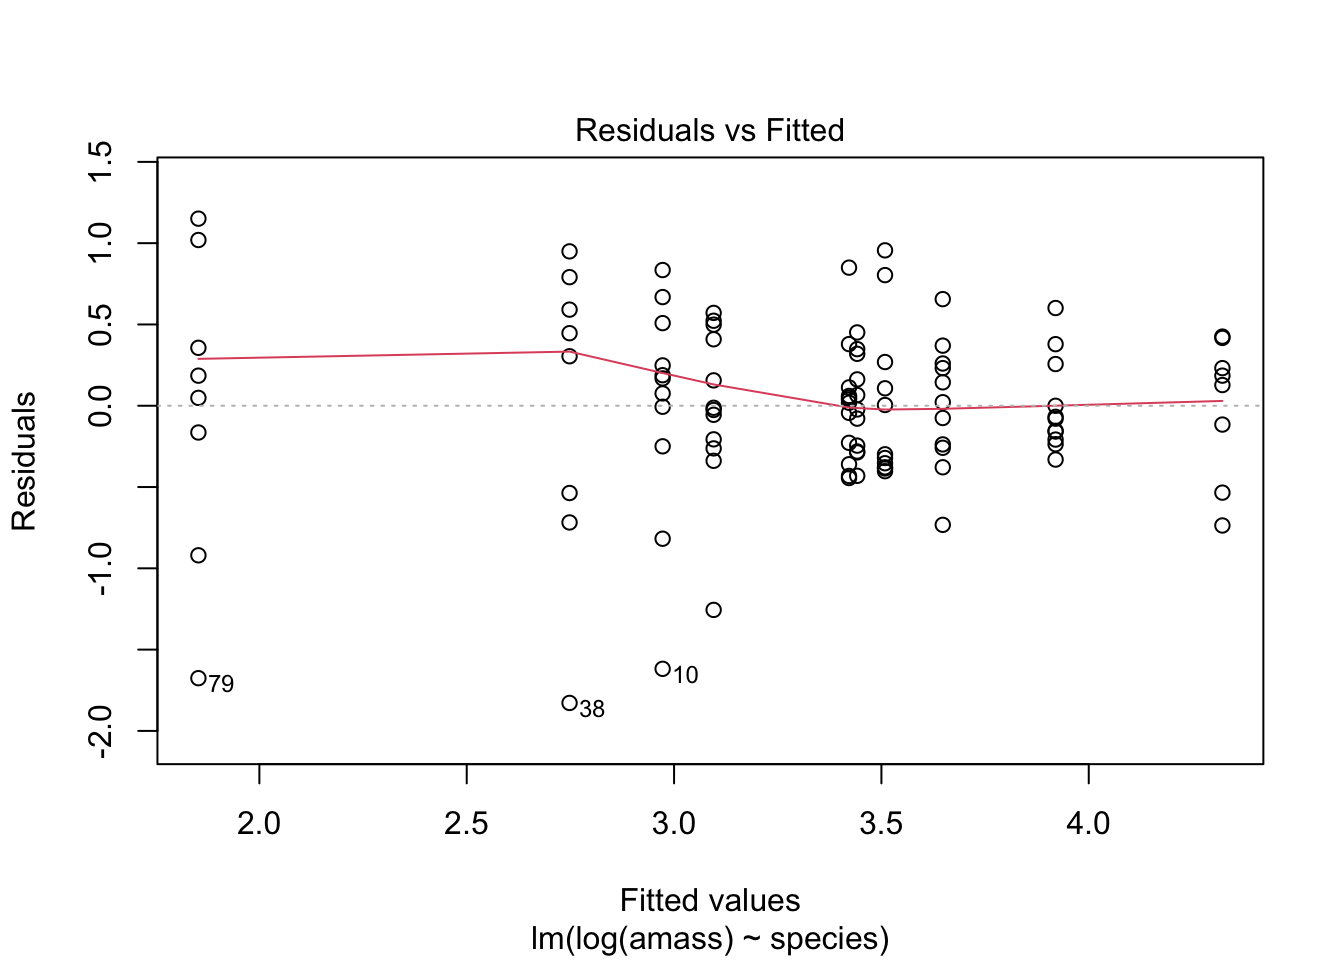 Residuals vs Fitted
Residuals
1.5
1.0
0.5
0.0
-1.0
-2.0
79
38
10
2.0 2.5 3.0 3.5 4.0
Fitted values
lm(log(amass) ~ species)